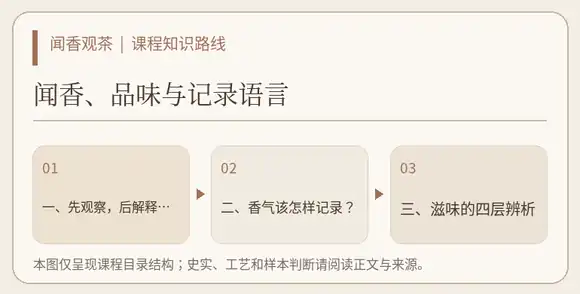 闻香观茶｜课程知识路线
闻香、品味与记录语言
01
一、先观察，后解释…
02
二、香气该怎样记录？
03
三、滋味的四层辨析
本图仅呈现课程目录结构；史实、工艺和样本判断请阅读正文与来源。